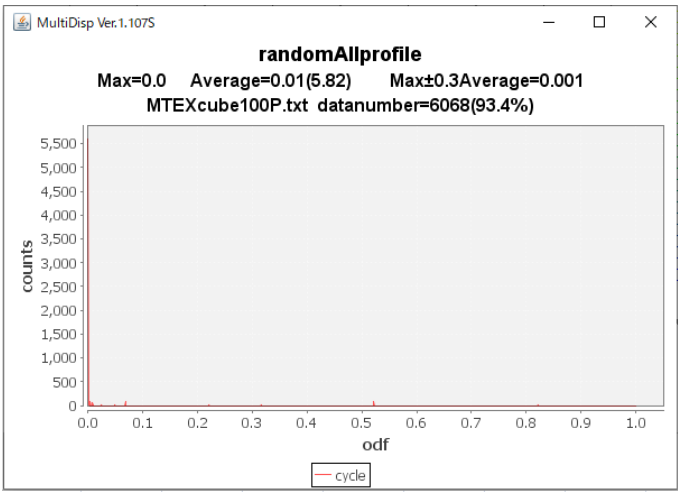 MultiDisp Ver.1.107S
randomAllprofile
Max=0.0 Average=0.01(5.82) Max±0.3Average=0.001
MTEXcube100P.txt datanumber=6068(93.4%)
5,500
5,000
4,500
4,000
3,500
3,000
2,500
2,000
1,500
1,000
500
0
counts
0.0 0.1 0.2 0.3 0.4 0.5 0.6 0.7 0.8 0.9 1.0
odf
cycle